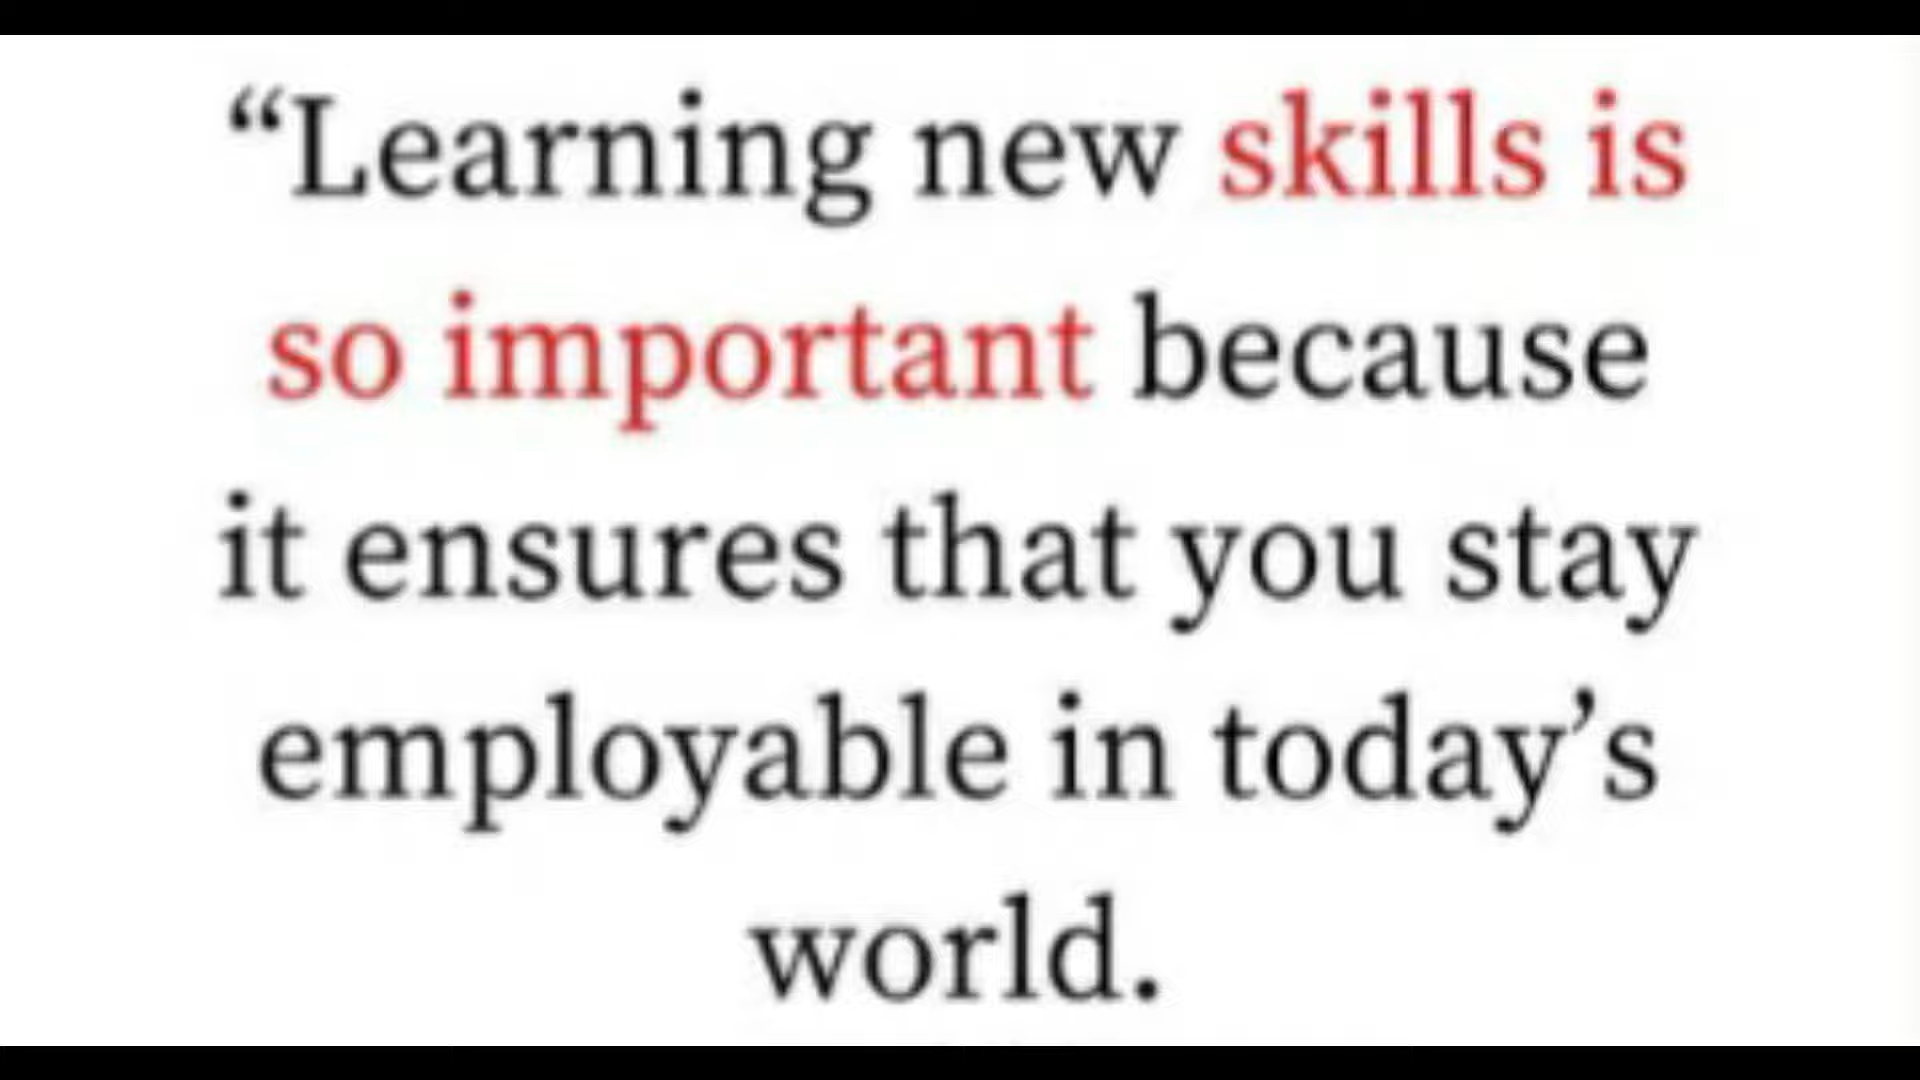 “Learning new skills is
so important because
it ensures that you stay
employable in today’s
world.